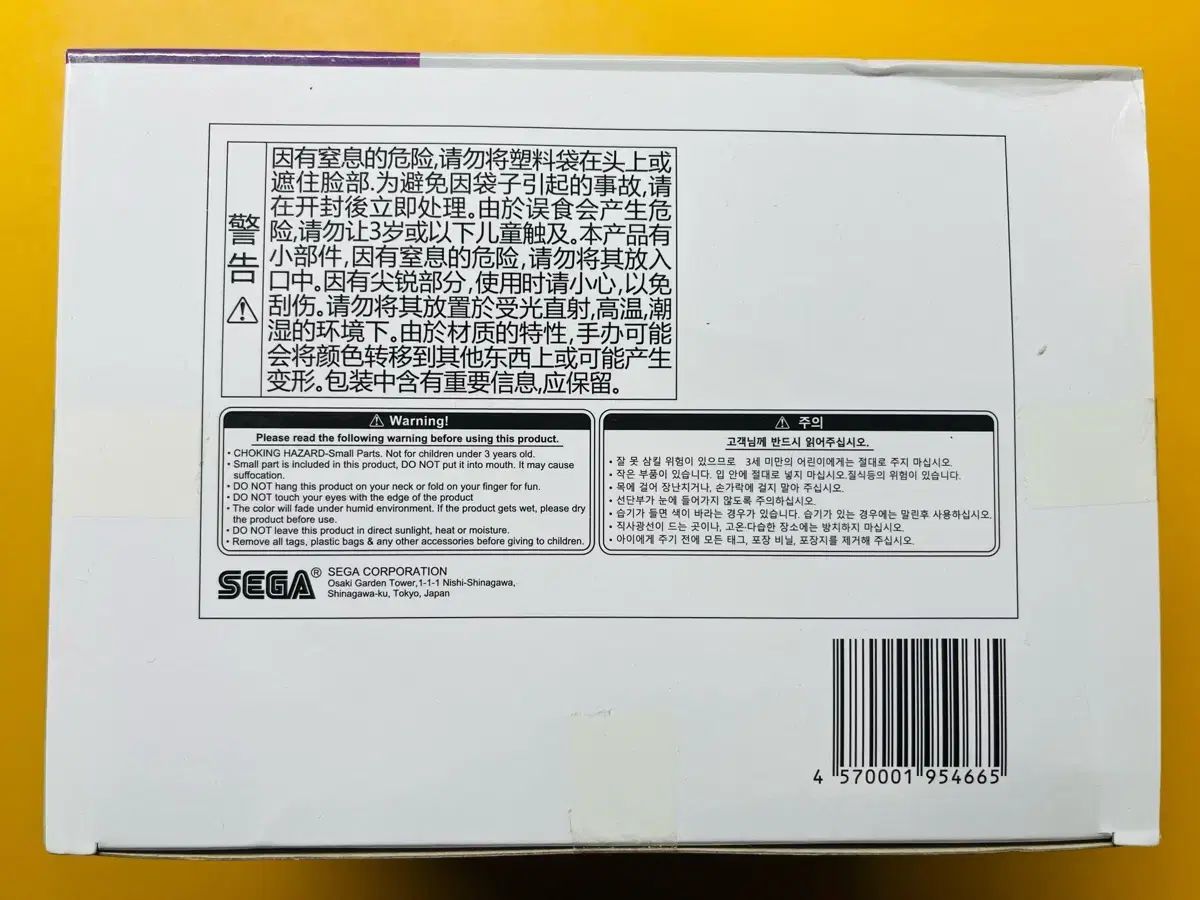 警告
因有窒息的危险,请勿将塑料袋在头上或
遮住脸部.为避免因袋子引起的事故,请
在开封後立即处理。由於误食会产生危
险,请勿让3岁或以下儿童触及。本产品有
小部件,因有窒息的危险,请勿将其放入
口中。因有尖锐部分,使用时请小心,以免
刮伤。请勿将其放置於受光直射,高温,潮
湿的环境下。由於材质的特性,手办可能
会将颜色转移到其他东西上或可能产生
变形。包装中含有重要信息,应保留。
Warning!
Please read the following warning before using this product.
• CHOKING HAZARD-Small Parts. Not for children under 3 years old.
• Small part is included in this product, DO NOT put it into mouth. It may cause
suffocation.
• DO NOT hang this product on your neck or fold on your finger for fun.
• DO NOT touch your eyes with the edge of the product
• The color will fade under humid environment. If the product gets wet, please dry
the product before use.
• DO NOT leave this product in direct sunlight, heat or moisture.
• Remove all tags, plastic bags & any other accessories before giving to children.
주의
고객님께 반드시 읽어주십시오.
• 잘 못 삼킬 위험이 있으므로 3세 미만의 어린이에게는 절대로 주지 마십시오.
• 작은 부품이 있습니다. 입 안에 절대로 넣지 마십시오.질식등의 위험이 있습니다.
• 목에 걸어 장난치거나, 손가락에 걸지 말아 주십시오.
• 선단부가 눈에 들어가지 않도록 주의하십시오.
• 습기가 들면 색이 바라는 경우가 있습니다. 습기가 있는 경우에는 말린후 사용하십시오.
• 직사광선이 드는 곳이나, 고온·다습한 장소에는 방치하지 마십시오.
• 아이에게 주기 전에 모든 태그, 포장 비닐, 포장지를 제거해 주십시오.
SEGA® SEGA CORPORATION
Osaki Garden Tower,1-1-1 Nishi-Shinagawa,
Shinagawa-ku, Tokyo, Japan
4 570001 954665